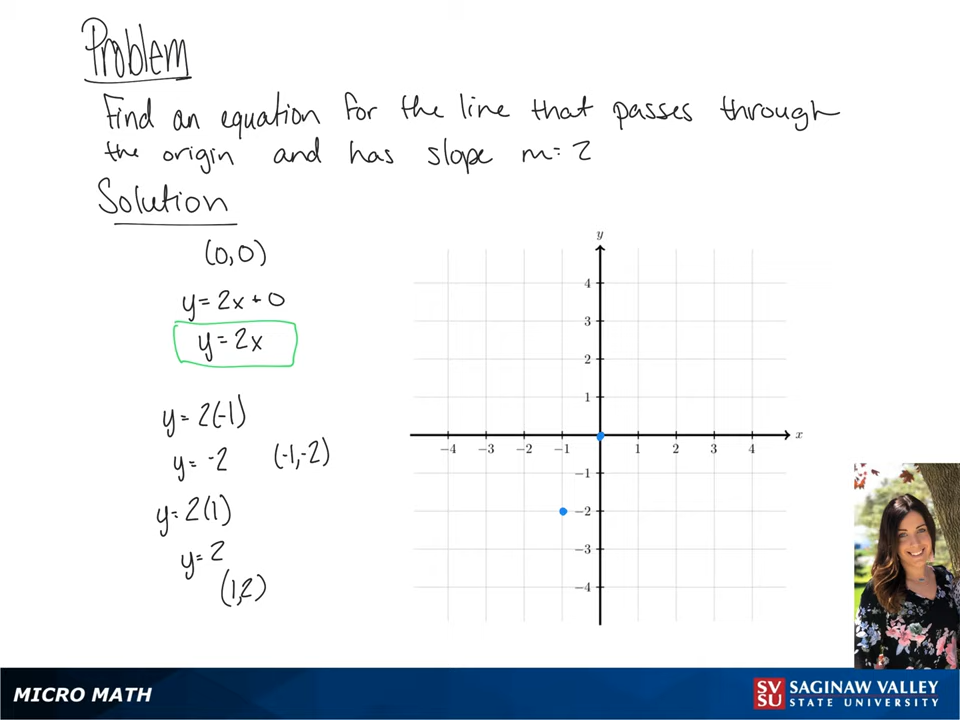 Problem
Find an equation for the line that passes through
the origin and has slope m=2
Solution
(0,0)
y=2x+0
y=2x
y=2(-1)
y=-2 (-1,-2)
y=2(1)
y=2
(1,2)
y
4
3
2
1
−4 −3 −2 −1 1 2 3 4 x
−1
−2
−3
−4
MICRO MATH
SV SU SAGINAW VALLEY
STATE UNIVERSITY